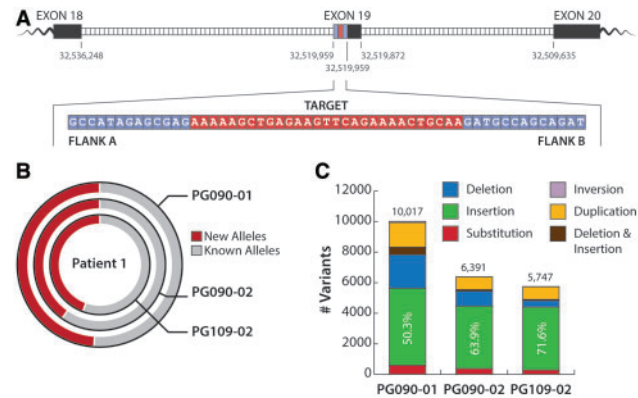 A
EXON 18
EXON 19
EXON 20
32,536,248
32,519,959
32,519,872
32,509,635
32,519,959
TARGET
GCCATAGAGCGAGAAAAAGCTGAGAAGTTCAGAAAACTGCAAGATGCCAGCAGAT
FLANK A
FLANK B
B
PG090-01
New Alleles
Known Alleles
Patient 1
PG090-02
PG109-02
C
Deletion
Insertion
Substitution
Inversion
Duplication
Deletion &
Insertion
# Variants
12000
10000
8000
6000
4000
2000
0
10,017
6,391
5,747
50.3%
63.9%
71.6%
PG090-01
PG090-02
PG109-02